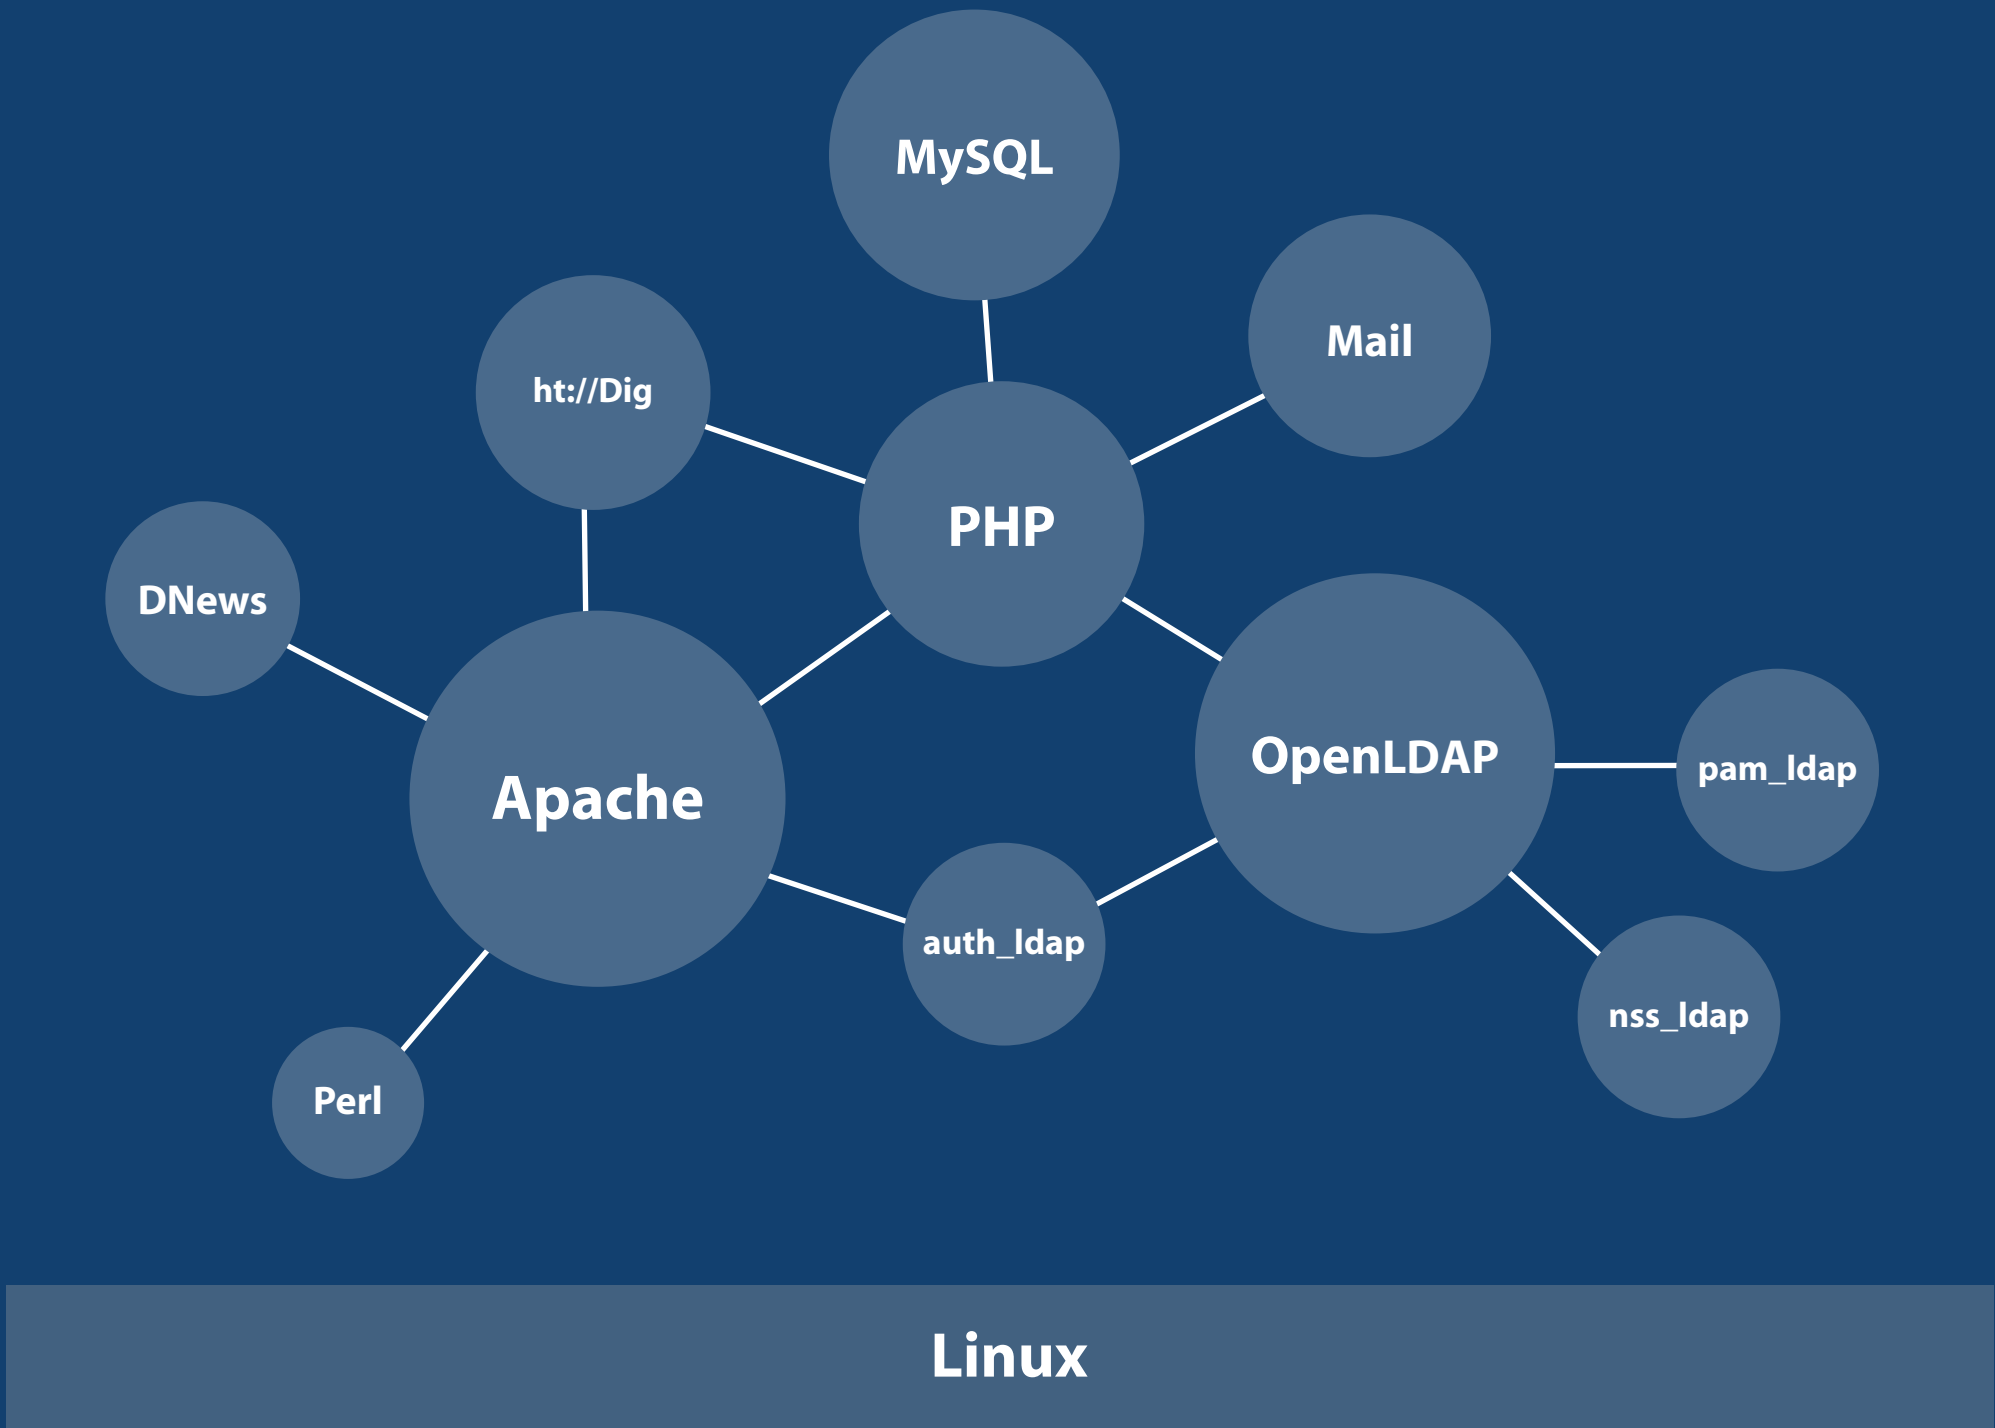 MySQL
Mail
ht://Dig
PHP
DNews
OpenLDAP
pam_ldap
Apache
auth_ldap
nss_ldap
Perl
Linux